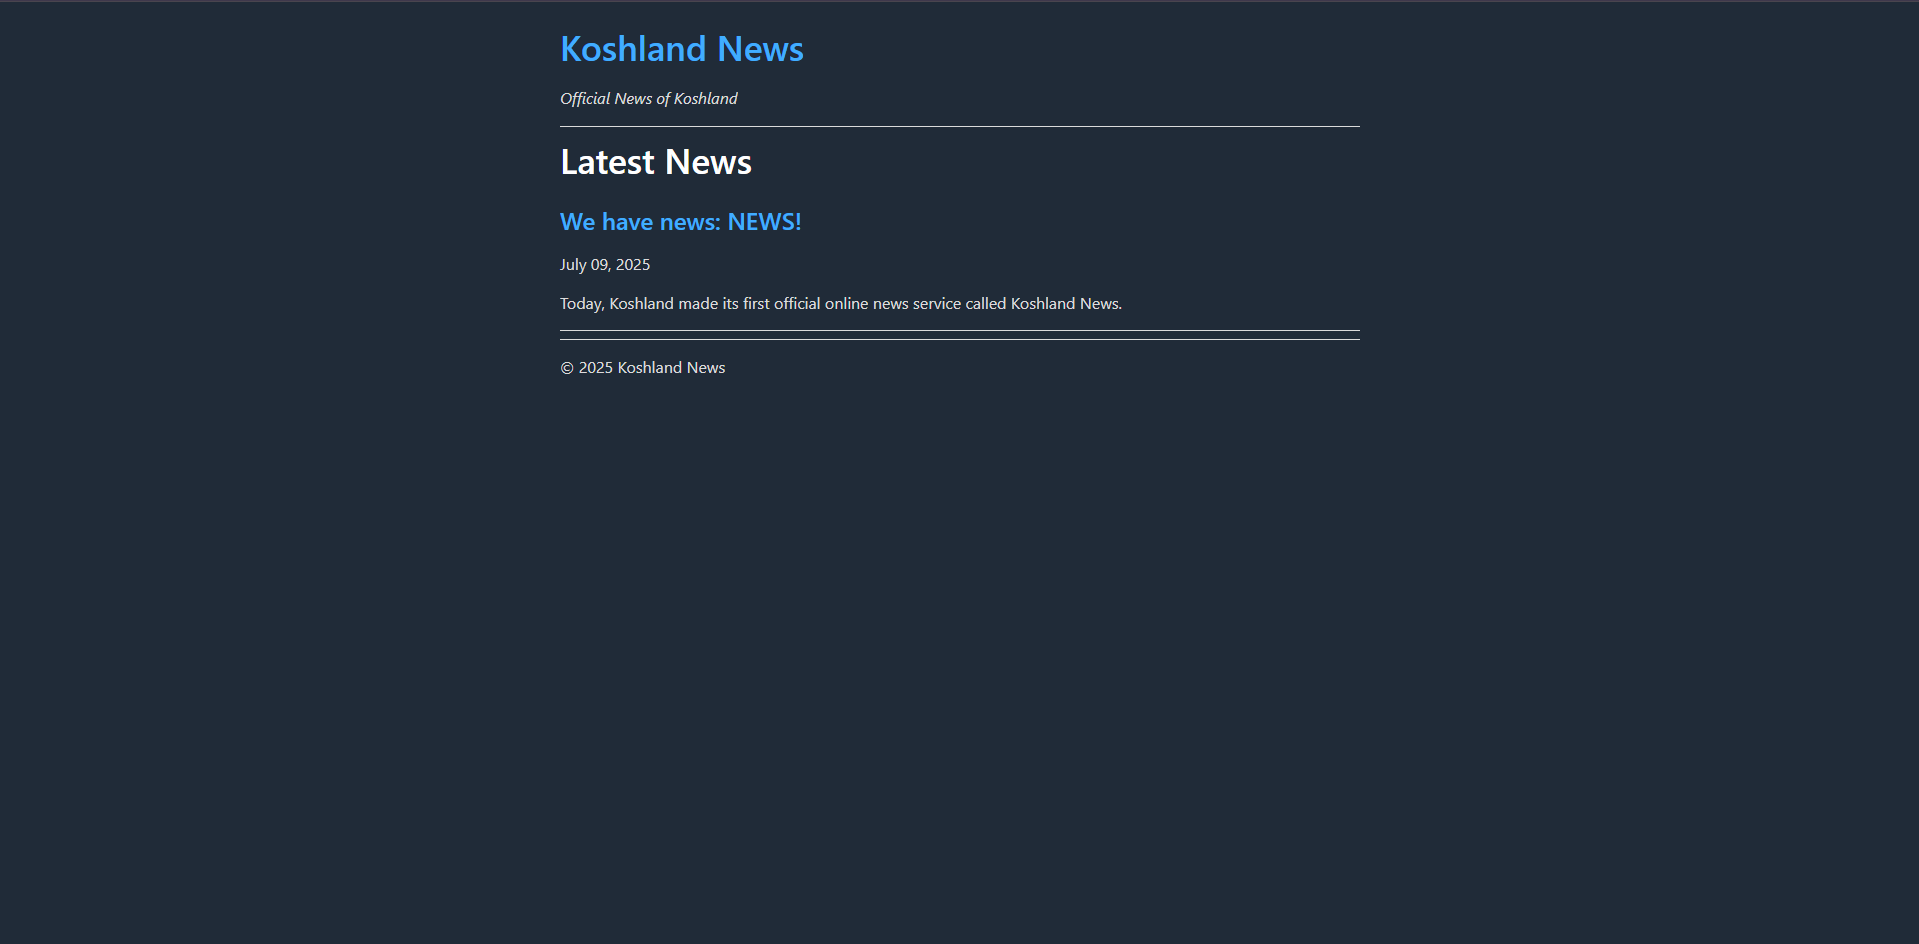 Koshland News
Official News of Koshland
Latest News
We have news: NEWS!
July 09, 2025
Today, Koshland made its first official online news service called Koshland News.
© 2025 Koshland News